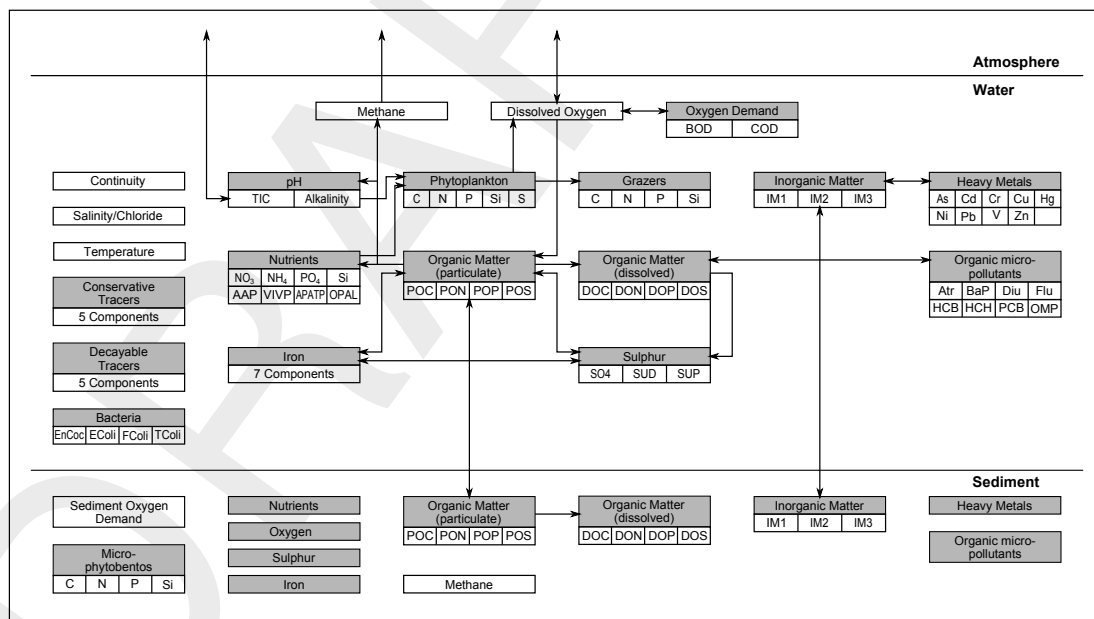 DRAFT
Atmosphere
Water
Methane
Dissolved Oxygen
Oxygen Demand
BOD COD
Continuity
Salinity/Chloride
Temperature
Conservative
Tracers
5 Components
Decayable
Tracers
5 Components
Bacteria
EnCoc EColi FColi TColi
pH
TIC Alkalinity
Phytoplankton
C N P Si S
Grazers
C N P Si
Inorganic Matter
IM1 IM2 IM3
Heavy Metals
As Cd Cr Cu Hg
Ni Pb V Zn
Nutrients
NO3 NH4 PO4 Si
AAP VIVP APATP OPAL
Organic Matter
(particulate)
POC PON POP POS
Organic Matter
(dissolved)
DOC DON DOP DOS
Organic micro-
pollutants
Atr BaP Diu Flu
HCB HCH PCB OMP
Iron
7 Components
Sulphur
SO4 SUD SUP
Sediment
Sediment Oxygen
Demand
Micro-
phytobentos
C N P Si
Nutrients
Oxygen
Sulphur
Iron
Organic Matter
(particulate)
POC PON POP POS
Methane
Organic Matter
(dissolved)
DOC DON DOP DOS
Inorganic Matter
IM1 IM2 IM3
Heavy Metals
Organic micro-
pollutants